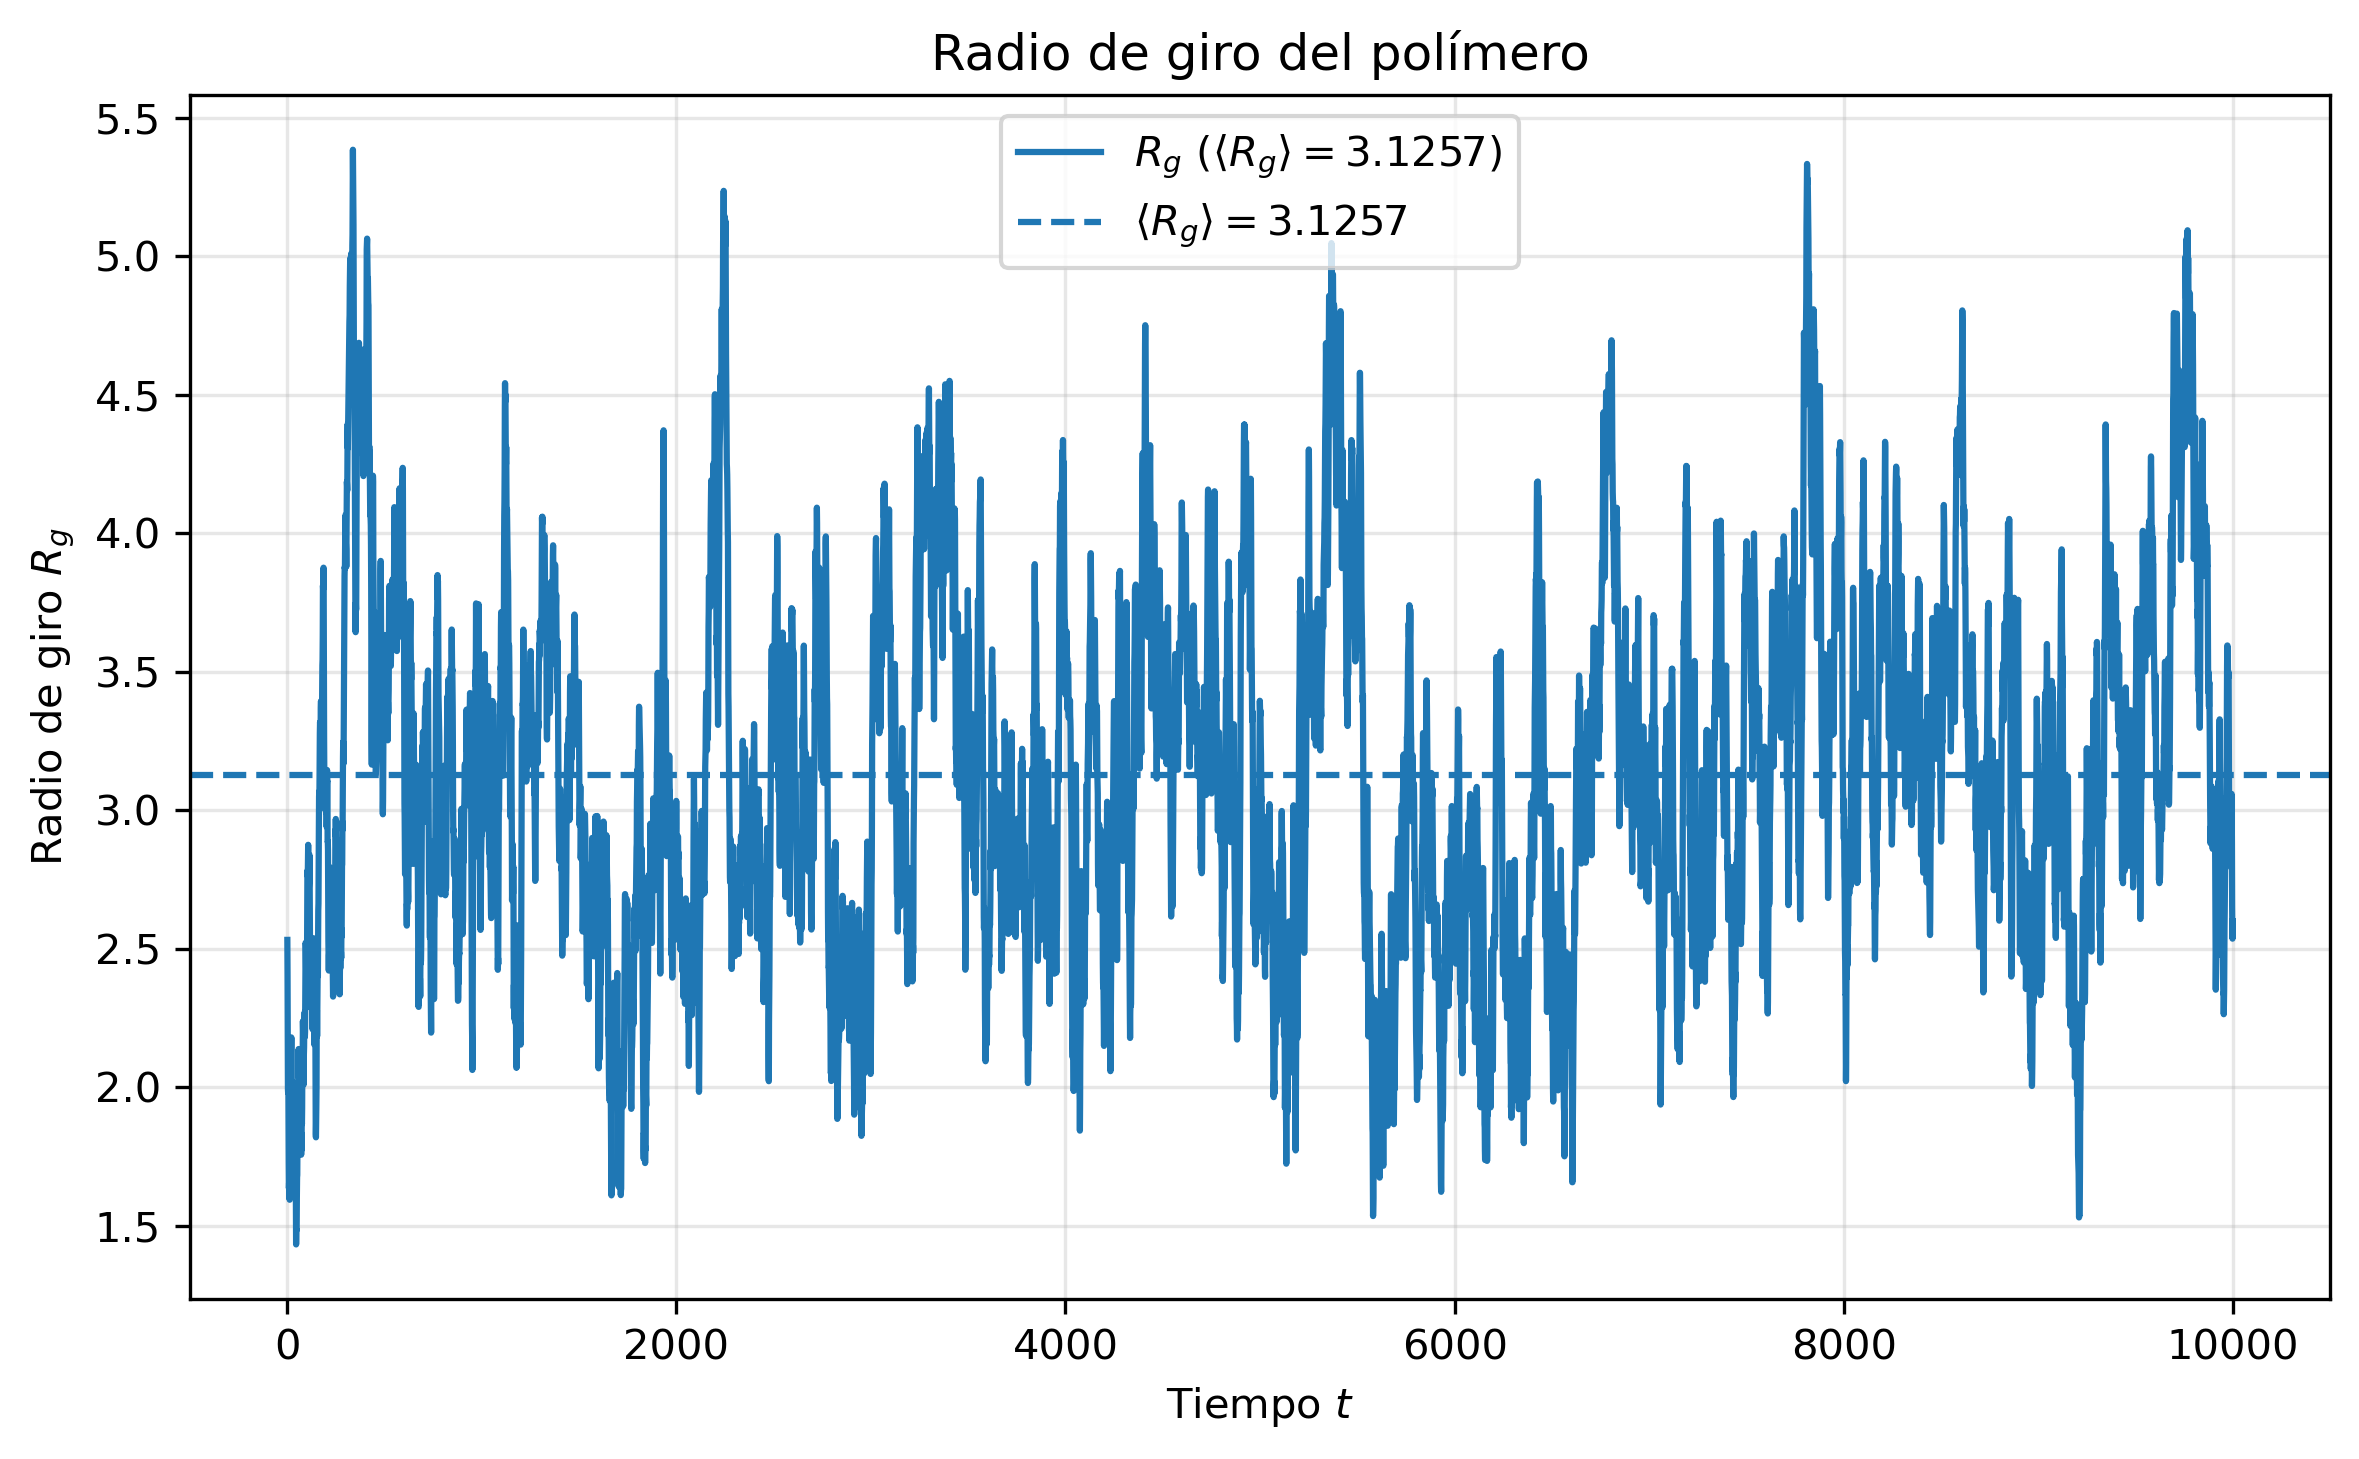 Radio de giro del polímero
5.5
5.0
4.5
4.0
3.5
3.0
2.5
2.0
1.5
Radio de giro R_g
R_g (⟨R_g⟩ = 3.1257)
⟨R_g⟩ = 3.1257
0 2000 4000 6000 8000 10000
Tiempo t